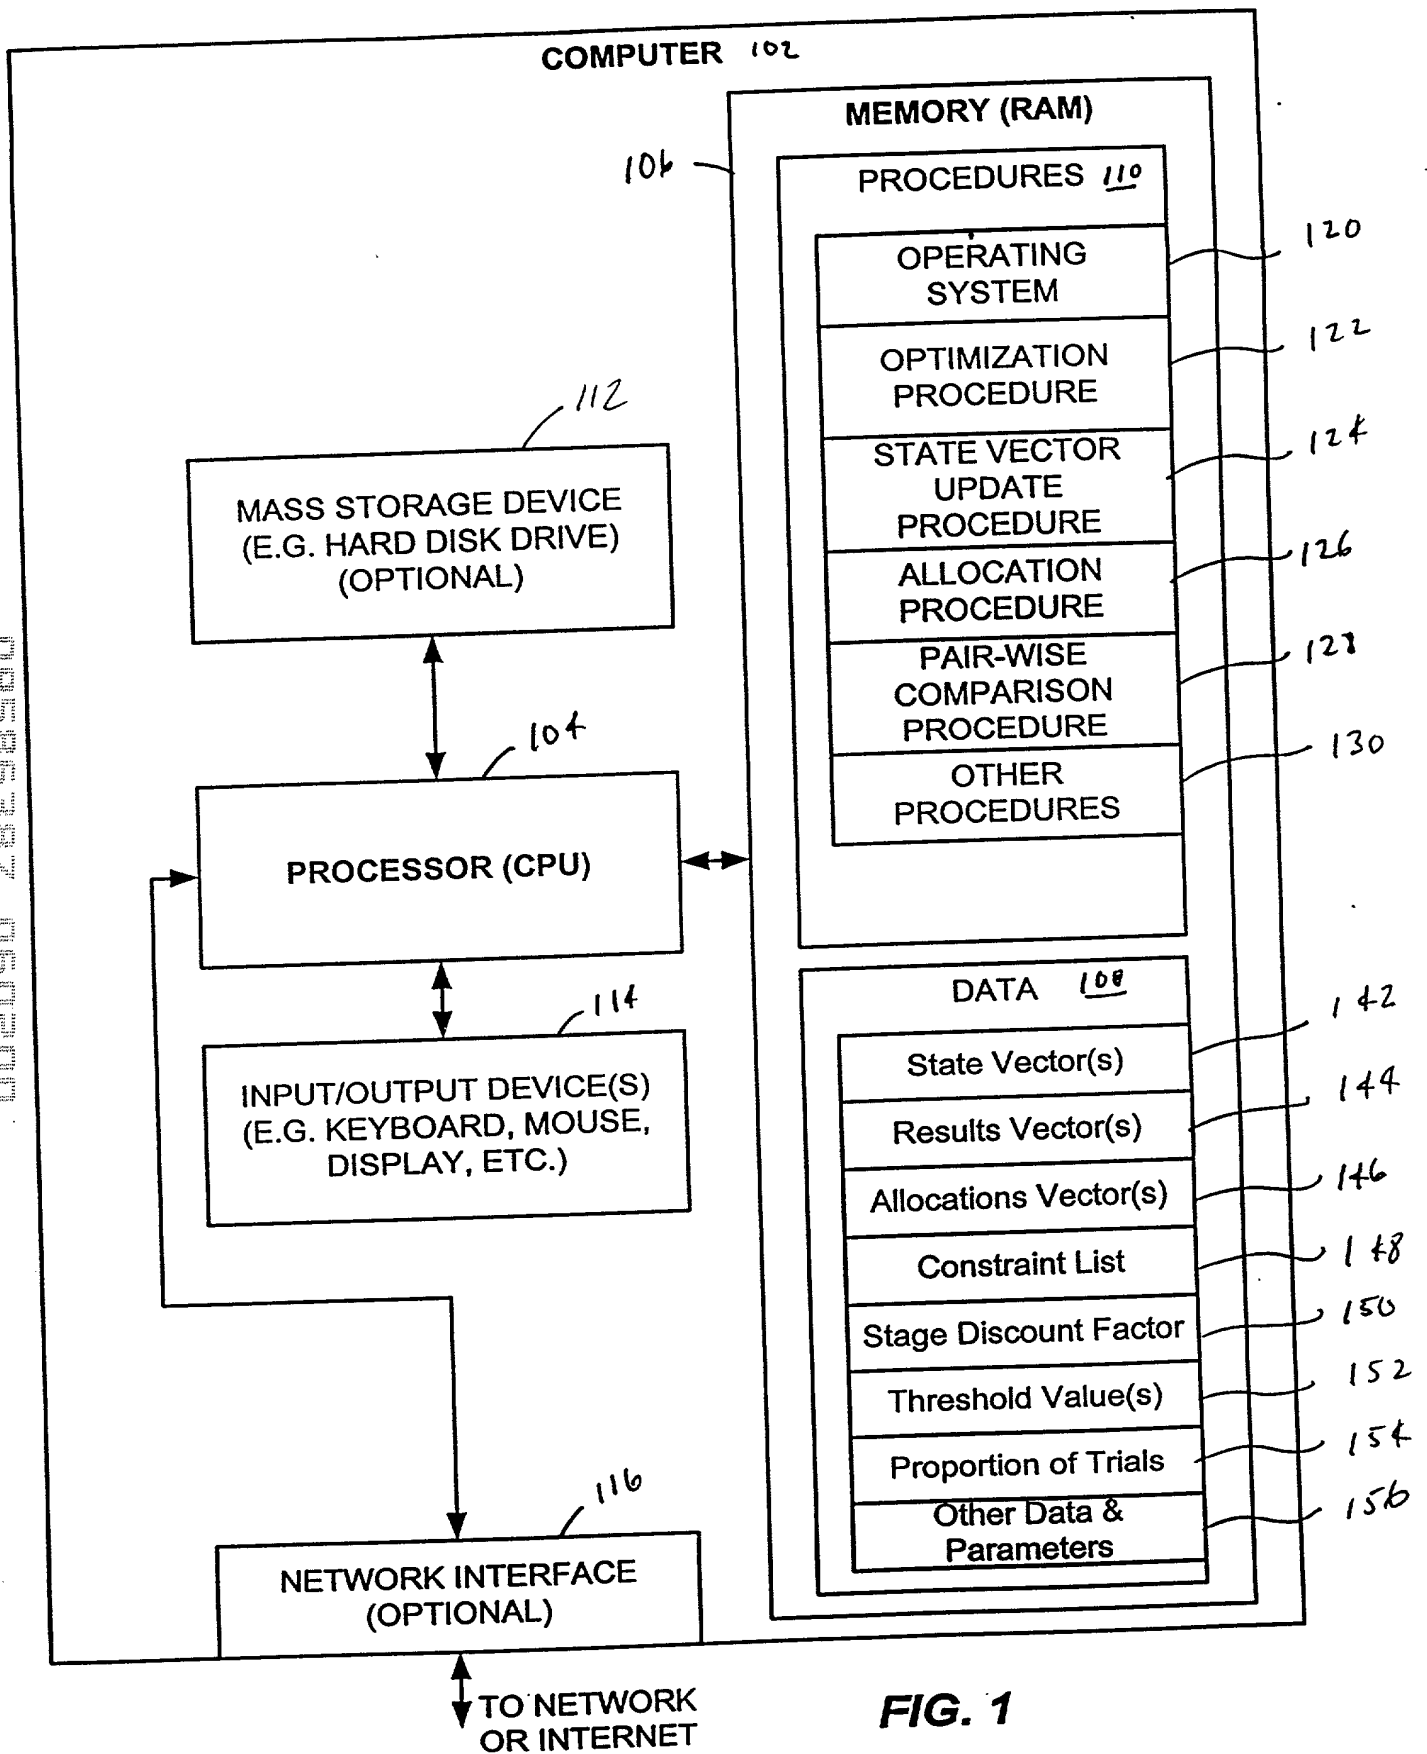 COMPUTER 102
MEMORY (RAM)
106
PROCEDURES 110
OPERATING
SYSTEM
120
OPTIMIZATION
PROCEDURE
122
STATE VECTOR
UPDATE
PROCEDURE
124
ALLOCATION
PROCEDURE
126
PAIR-WISE
COMPARISON
PROCEDURE
128
OTHER
PROCEDURES
130
112
MASS STORAGE DEVICE
(E.G. HARD DISK DRIVE)
(OPTIONAL)
104
PROCESSOR (CPU)
114
INPUT/OUTPUT DEVICE(S)
(E.G. KEYBOARD, MOUSE,
DISPLAY, ETC.)
DATA 108
State Vector(s)
142
Results Vector(s)
144
Allocations Vector(s)
146
Constraint List
148
Stage Discount Factor
150
Threshold Value(s)
152
Proportion of Trials
154
Other Data &
Parameters
156
116
NETWORK INTERFACE
(OPTIONAL)
TO NETWORK
OR INTERNET
FIG. 1